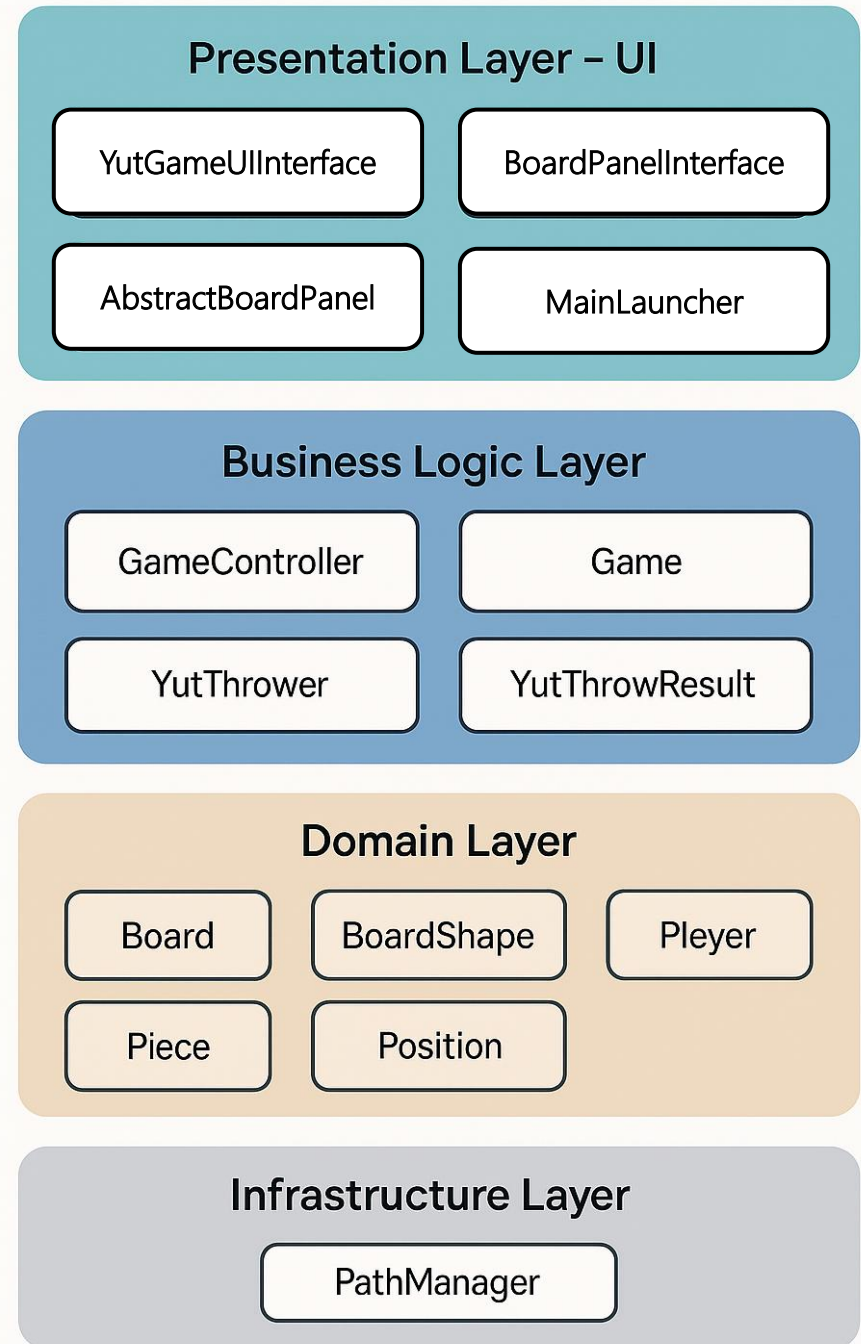 Presentation Layer – UI
YutGameUIInterface
BoardPanelInterface
AbstractBoardPanel
MainLauncher
Business Logic Layer
GameController
Game
YutThrower
YutThrowResult
Domain Layer
Board
BoardShape
Pleyer
Piece
Position
Infrastructure Layer
PathManager